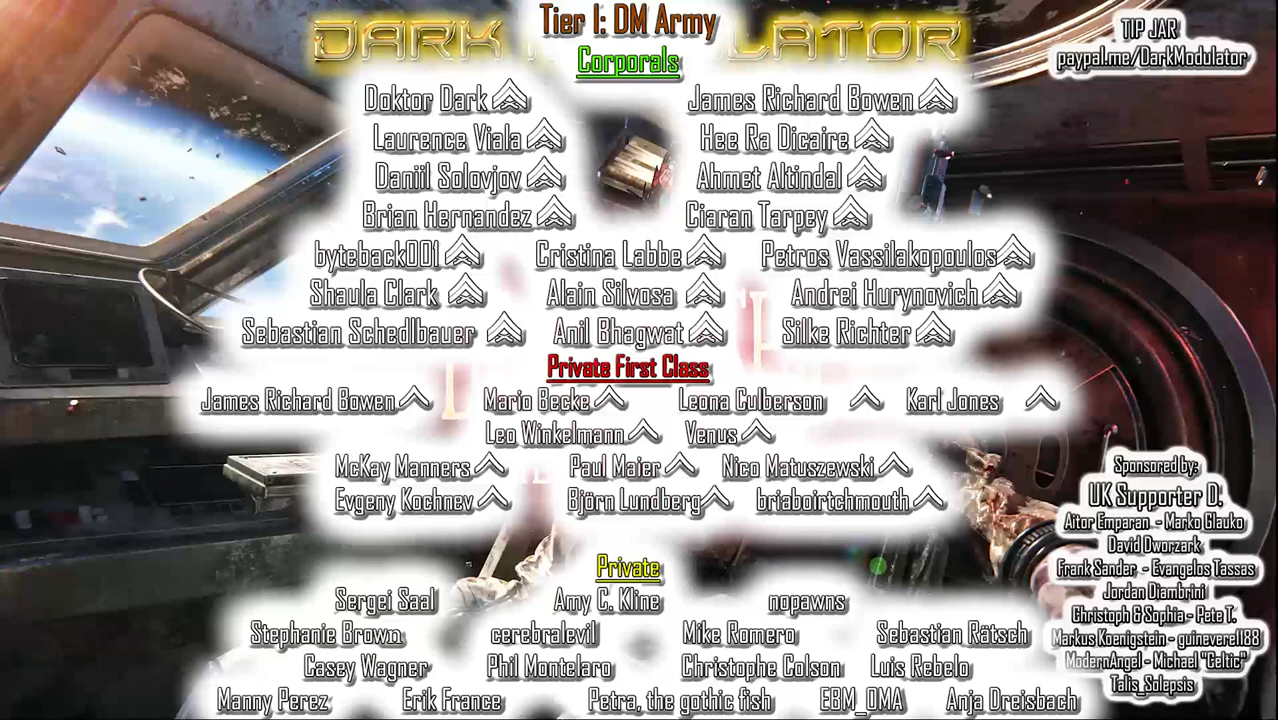 Tier I: DM Army
DARK LATOR
Corporals
Doktor Dark James Richard Bowen
Laurence Viala Hee Ra Dicaire
Daniil Solovjov Ahmet Altindal
Brian Hernandez Ciaran Tarpey
byteback001 Cristina Labbe Petros Vassilakopoulos
Shaula Clark Alain Silvosa Andrei Hurynovich
Sebastian Schedlbauer Anil Bhagwat Silke Richter
Private First Class
James Richard Bowen Mario Becke Leona Culberson Karl Jones
Leo Winkelmann Venus
McKay Manners Paul Maier Nico Matuszewski
Evgeny Kochnev Björn Lundberg briaboirtchmouth
Private
Sergei Saal Amy C. Kline nopawns
Stephanie Brown cerebralevil Mike Romero Sebastian Rätsch
Casey Wagner Phil Montelaro Christophe Colson Luis Rebelo
Manny Perez Erik France Petra, the gothic fish EBM_DMA Anja Dreisbach
TIP JAR
paypal.me/DarkModulator
Sponsored by:
UK Supporter D.
Aitor Emparan - Marko Glauko
David Dworzark
Frank Sander - Evangelos Tassas
Jordan Djambrini
Christoph & Sophia - Pete T.
Markus Koenigstein - guinevere1188
ModernAngel - Michael "Celtic"
Talis_Solepsis